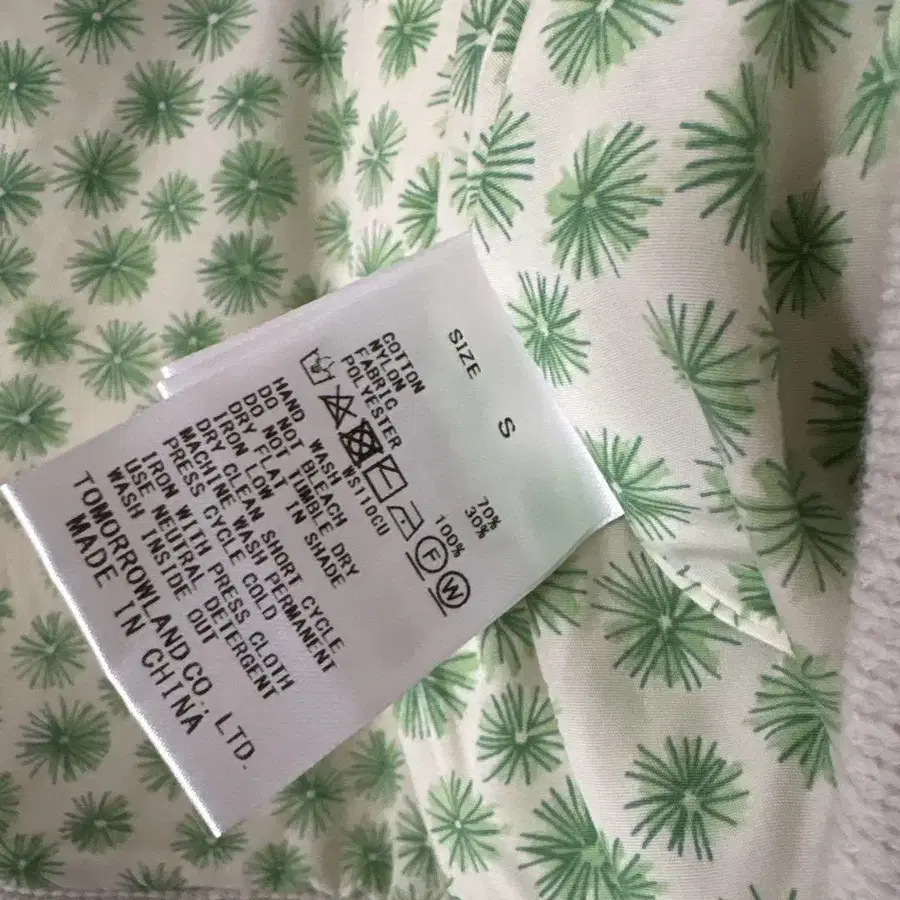 SIZE S
COTTON 70%
NYLON 30%
FABRIC
POLYESTER 100%
F W
WS110GU
HAND WASH
DO NOT BLEACH
DO NOT TUMBLE DRY
DRY FLAT IN SHADE
IRON LOW
DRY CLEAN SHORT CYCLE
MACHINE WASH PERMANENT
PRESS CYCLE COLD
IRON WITH PRESS CLOTH
USE NEUTRAL DETERGENT
WASH INSIDE OUT
TOMORROWLAND CO., LTD.
MADE IN CHINA